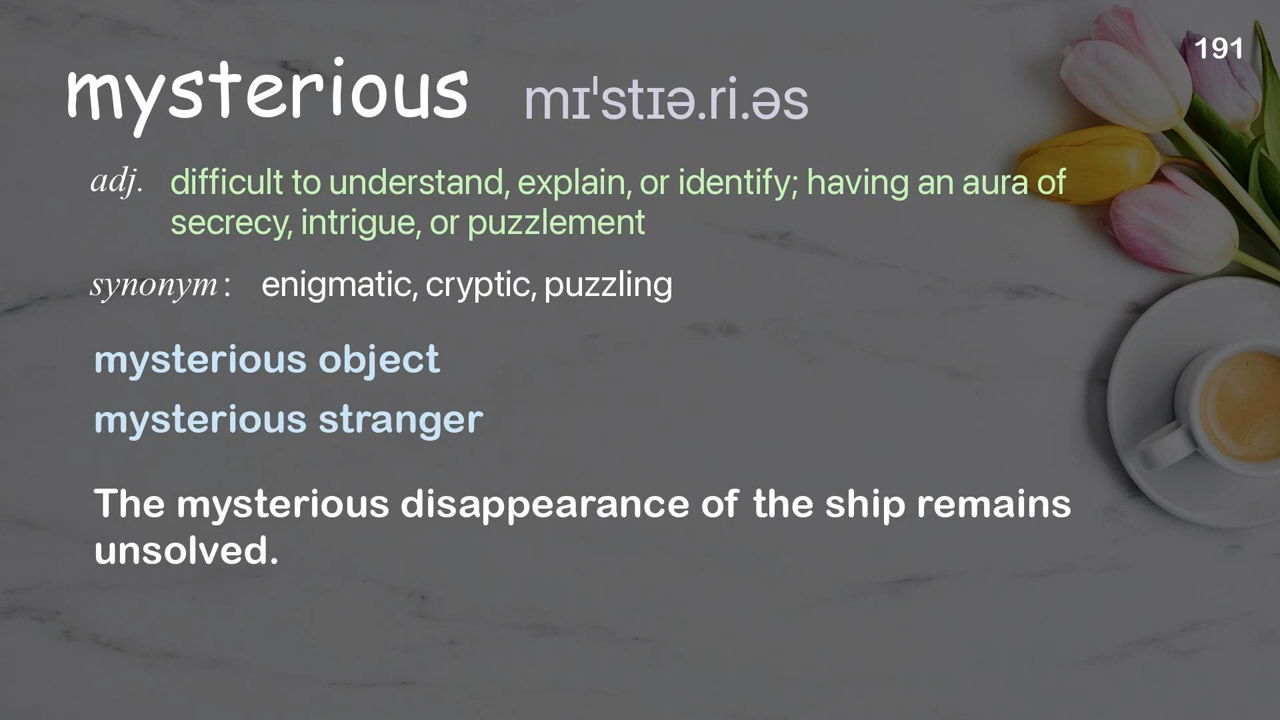 191
mysterious mɪˈstɪə.ri.əs
adj. difficult to understand, explain, or identify; having an aura of
secrecy, intrigue, or puzzlement
synonym : enigmatic, cryptic, puzzling
mysterious object
mysterious stranger
The mysterious disappearance of the ship remains
unsolved.